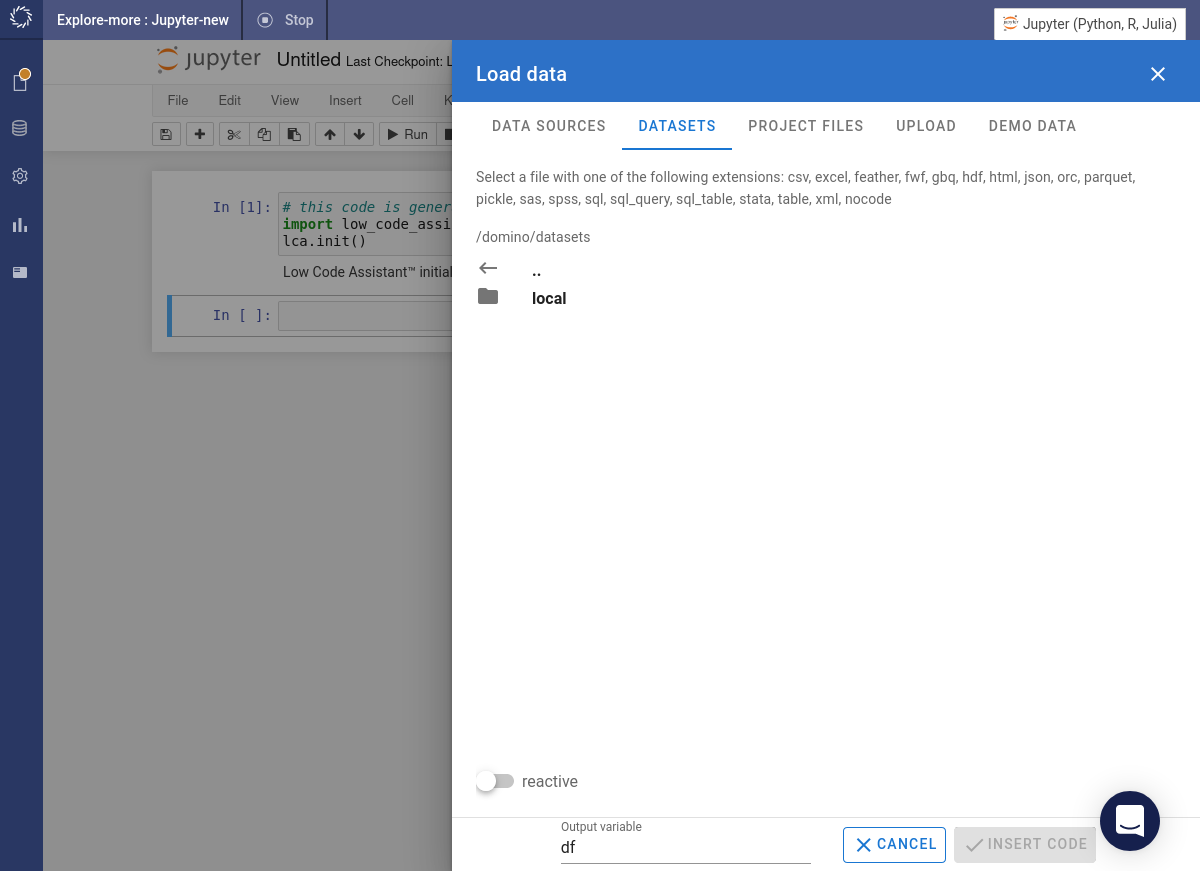 Explore-more : Jupyter-new
Stop
Jupyter (Python, R, Julia)
jupyter Untitled Last Checkpoint: L
File Edit View Insert Cell K
Run
In [1]: # this code is gener
import low_code_assi
lca.init()
Low Code Assistant™ initial
In [ ]:
Load data
DATA SOURCES DATASETS PROJECT FILES UPLOAD DEMO DATA
Select a file with one of the following extensions: csv, excel, feather, fwf, gbq, hdf, html, json, orc, parquet,
pickle, sas, spss, sql, sql_query, sql_table, stata, table, xml, nocode
/domino/datasets
..
local
reactive
Output variable
df
CANCEL INSERT CODE